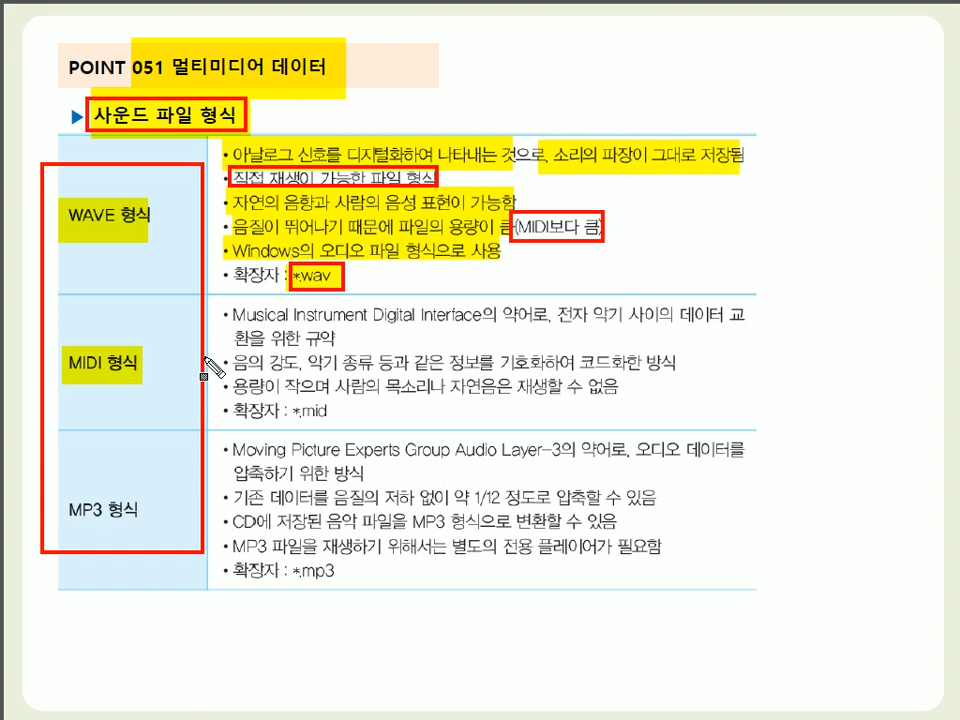 POINT 051 멀티미디어 데이터
▶ 사운드 파일 형식
WAVE 형식
• 아날로그 신호를 디지털화하여 나타내는 것으로, 소리의 파장이 그대로 저장됨
• 직접 재생이 가능한 파일 형식
• 자연의 음향과 사람의 음성 표현이 가능함
• 음질이 뛰어나기 때문에 파일의 용량이 큼(MIDI보다 큼)
• Windows의 오디오 파일 형식으로 사용
• 확장자 : *.wav
MIDI 형식
• Musical Instrument Digital Interface의 약어로, 전자 악기 사이의 데이터 교
환을 위한 규약
• 음의 강도, 악기 종류 등과 같은 정보를 기호화하여 코드화한 방식
• 용량이 작으며 사람의 목소리나 자연음은 재생할 수 없음
• 확장자 : *.mid
MP3 형식
• Moving Picture Experts Group Audio Layer-3의 약어로, 오디오 데이터를
압축하기 위한 방식
• 기존 데이터를 음질의 저하 없이 약 1/12 정도로 압축할 수 있음
• CD에 저장된 음악 파일을 MP3 형식으로 변환할 수 있음
• MP3 파일을 재생하기 위해서는 별도의 전용 플레이어가 필요함
• 확장자 : *.mp3